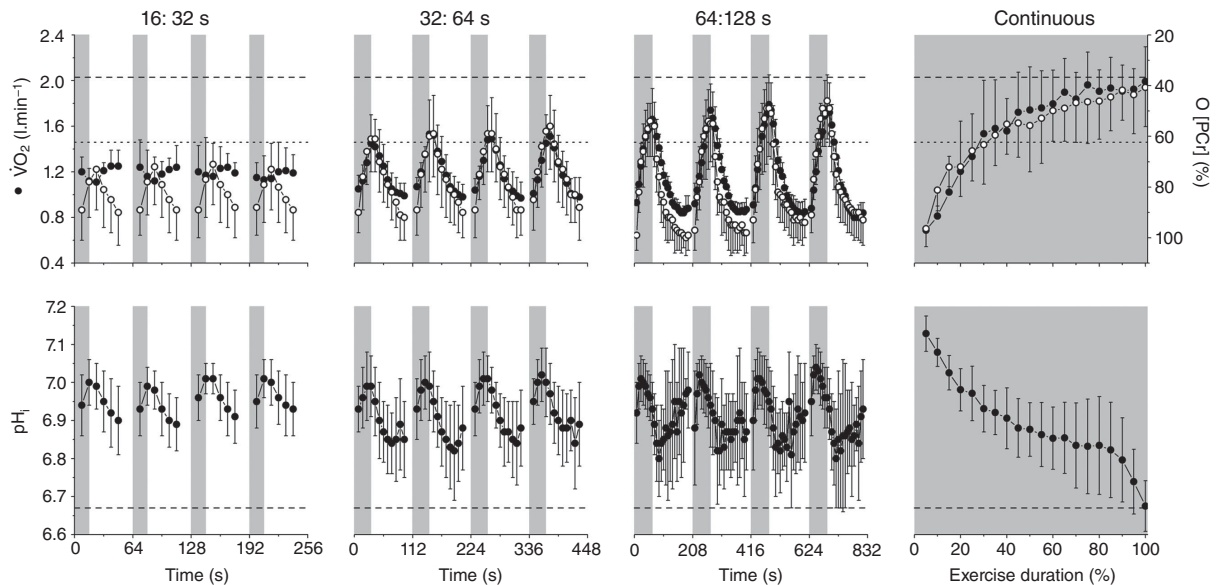 16: 32 s
32: 64 s
64:128 s
Continuous
2.4
2.0
1.6
1.2
0.8
0.4
● V̇O₂ (l.min⁻¹)
20
40
60
80
100
O [PCr] (%)
7.2
7.1
7.0
6.9
6.8
6.7
6.6
pHᵢ
0 64 128 192 256
Time (s)
0 112 224 336 448
Time (s)
0 208 416 624 832
Time (s)
0 20 40 60 80 100
Exercise duration (%)